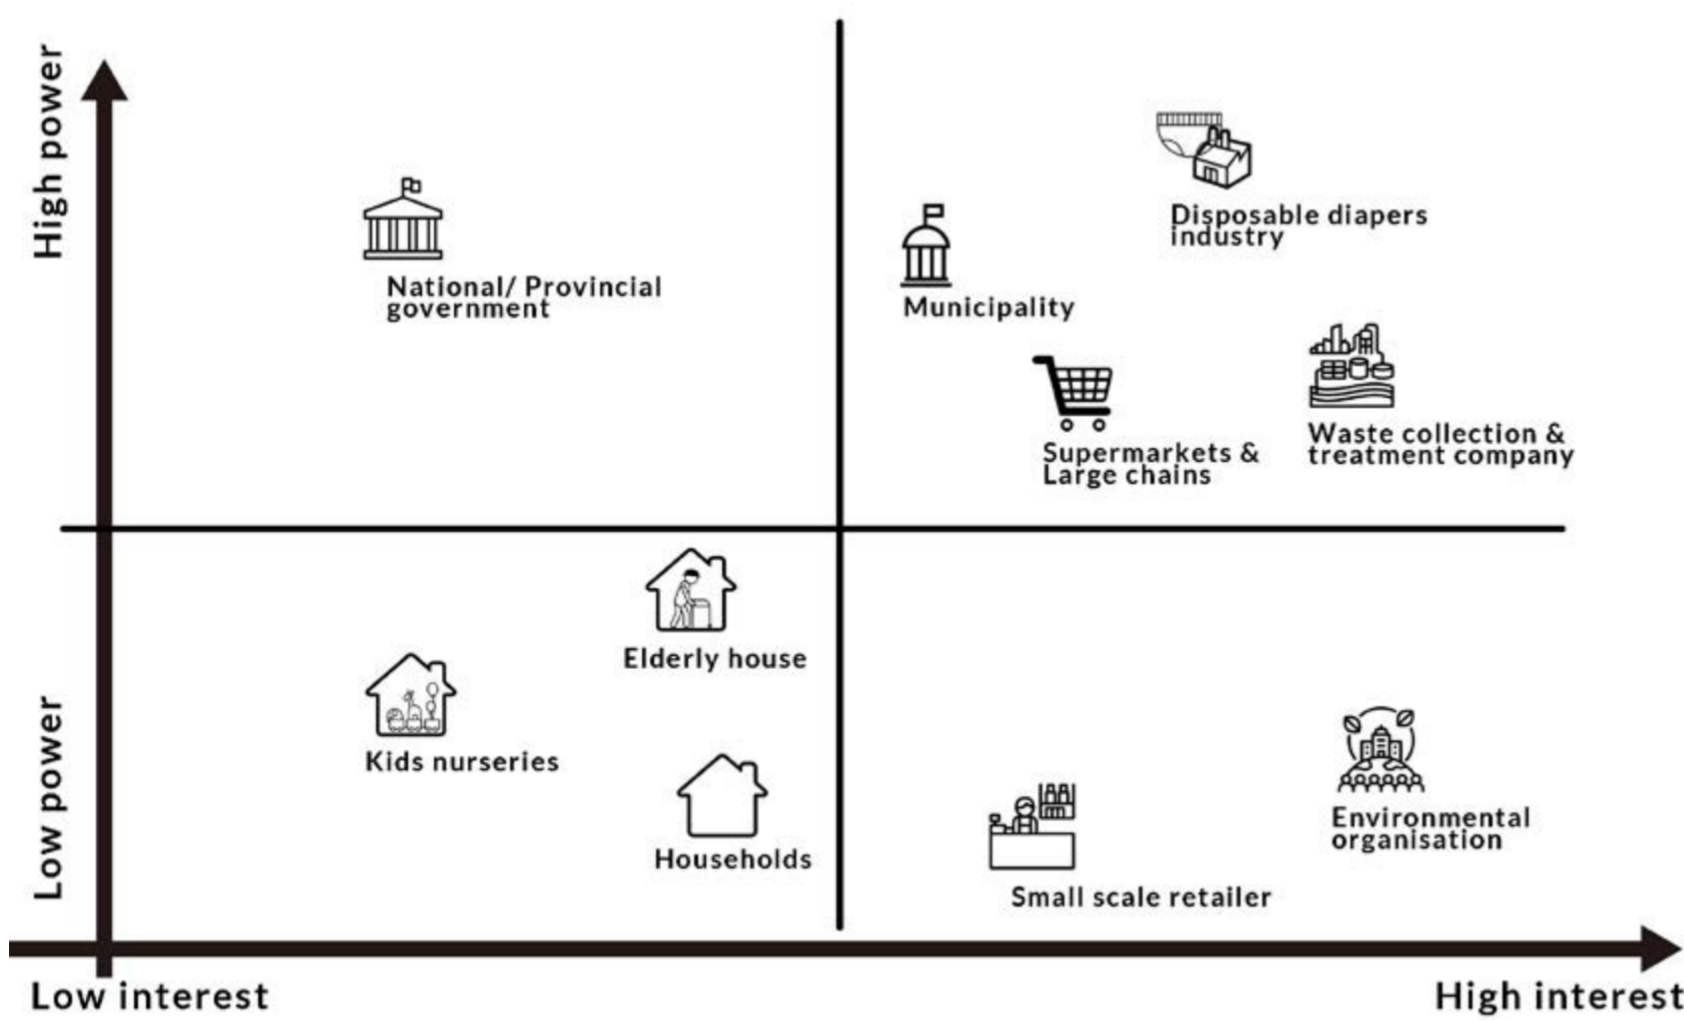 High power
Disposable diapers
industry
National/ Provincial
government
Municipality
Supermarkets &
Large chains
Waste collection &
treatment company
Low power
Elderly house
Kids nurseries
Households
Small scale retailer
Environmental
organisation
Low interest
High interest